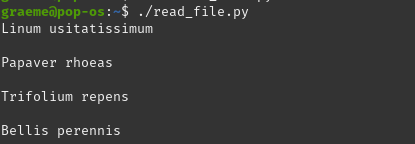 graeme@pop-os:~$ ./read_file.py
Linum usitatissimum
Papaver rhoeas
Trifolium repens
Bellis perennis